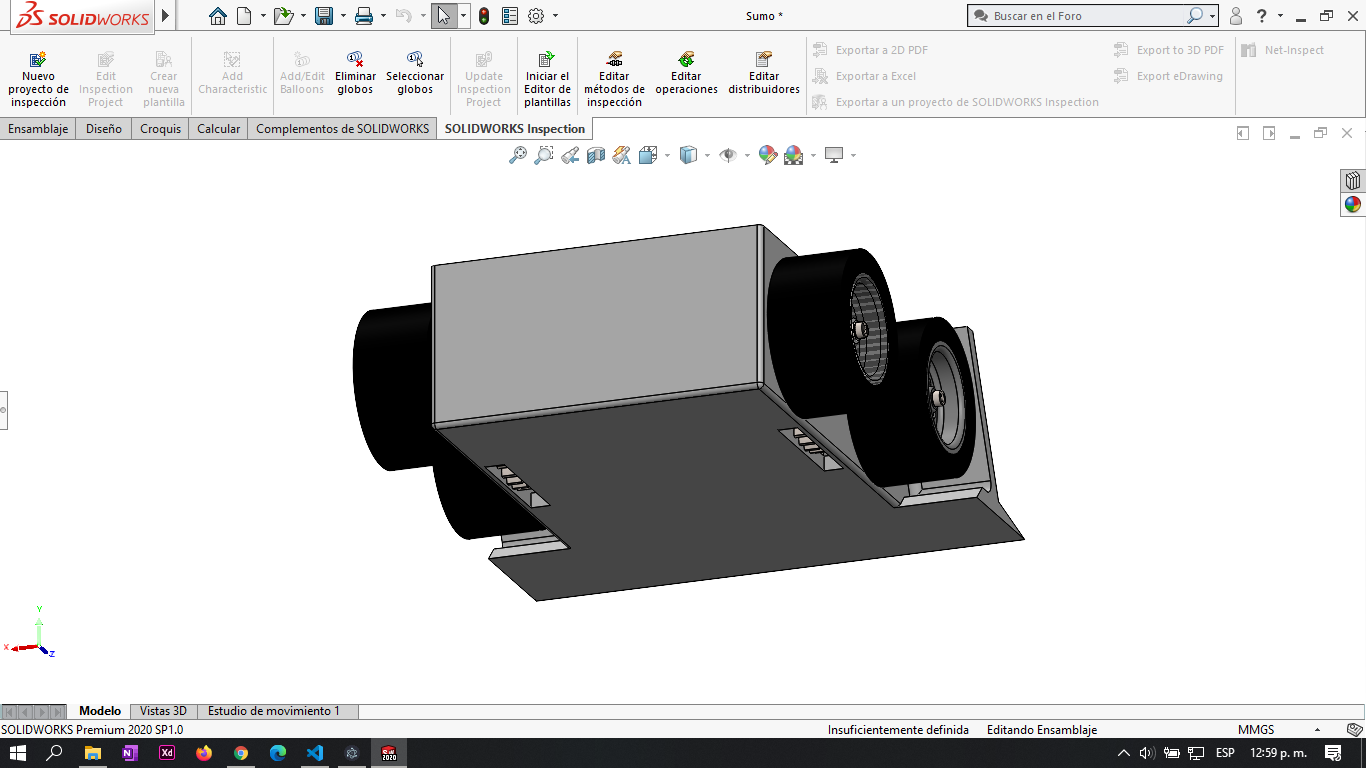 SOLIDWORKS
Sumo *
Buscar en el Foro
?
Nuevo
proyecto de
inspección
Edit
Inspection
Project
Crear
nueva
plantilla
Add
Characteristic
Add/Edit
Balloons
Eliminar
globos
Seleccionar
globos
Update
Inspection
Project
Iniciar el
Editor de
plantillas
Editar
métodos de
inspección
Editar
operaciones
Editar
distribuidores
Exportar a 2D PDF
Exportar a Excel
Exportar a un proyecto de SOLIDWORKS Inspection
Export to 3D PDF
Export eDrawing
Net-Inspect
Ensamblaje
Diseño
Croquis
Calcular
Complementos de SOLIDWORKS
SOLIDWORKS Inspection
Y
X
Z
Modelo
Vistas 3D
Estudio de movimiento 1
SOLIDWORKS Premium 2020 SP1.0
Insuficientemente definida
Editando Ensamblaje
MMGS
N
Xd
SW
2020
ESP
12:59 p. m.